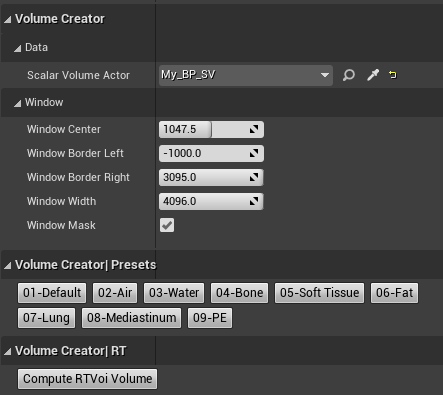 Volume Creator
Data
Scalar Volume Actor My_BP_SV
Window
Window Center 1047.5
Window Border Left -1000.0
Window Border Right 3095.0
Window Width 4096.0
Window Mask
Volume Creator| Presets
01-Default 02-Air 03-Water 04-Bone 05-Soft Tissue 06-Fat
07-Lung 08-Mediastinum 09-PE
Volume Creator| RT
Compute RTVoi Volume